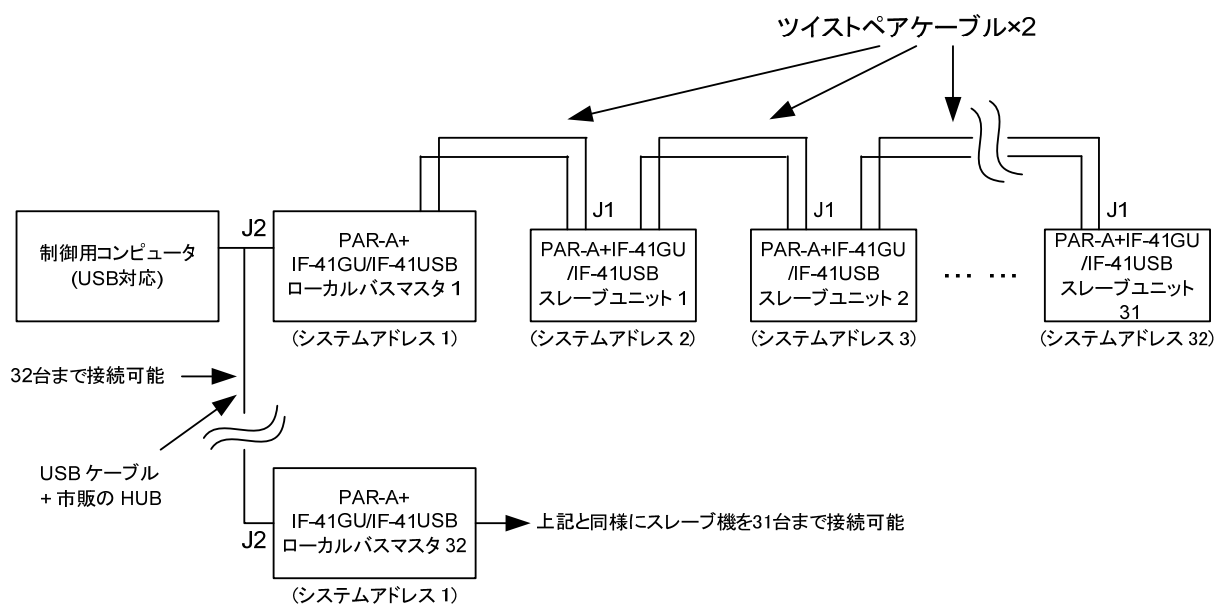 ツイストペアケーブル×2
J2
J1
J1
J1
制御用コンピュータ
(USB対応)
PAR-A+
IF-41GU/IF-41USB
ローカルバスマスタ 1
(システムアドレス 1)
PAR-A+IF-41GU
/IF-41USB
スレーブユニット 1
(システムアドレス 2)
PAR-A+IF-41GU
/IF-41USB
スレーブユニット 2
(システムアドレス 3)
… …
PAR-A+IF-41GU
/IF-41USB
スレーブユニット
31
(システムアドレス 32)
32台まで接続可能
USB ケーブル
+ 市販の HUB
J2
PAR-A+
IF-41GU/IF-41USB
ローカルバスマスタ 32
(システムアドレス 1)
上記と同様にスレーブ機を31台まで接続可能